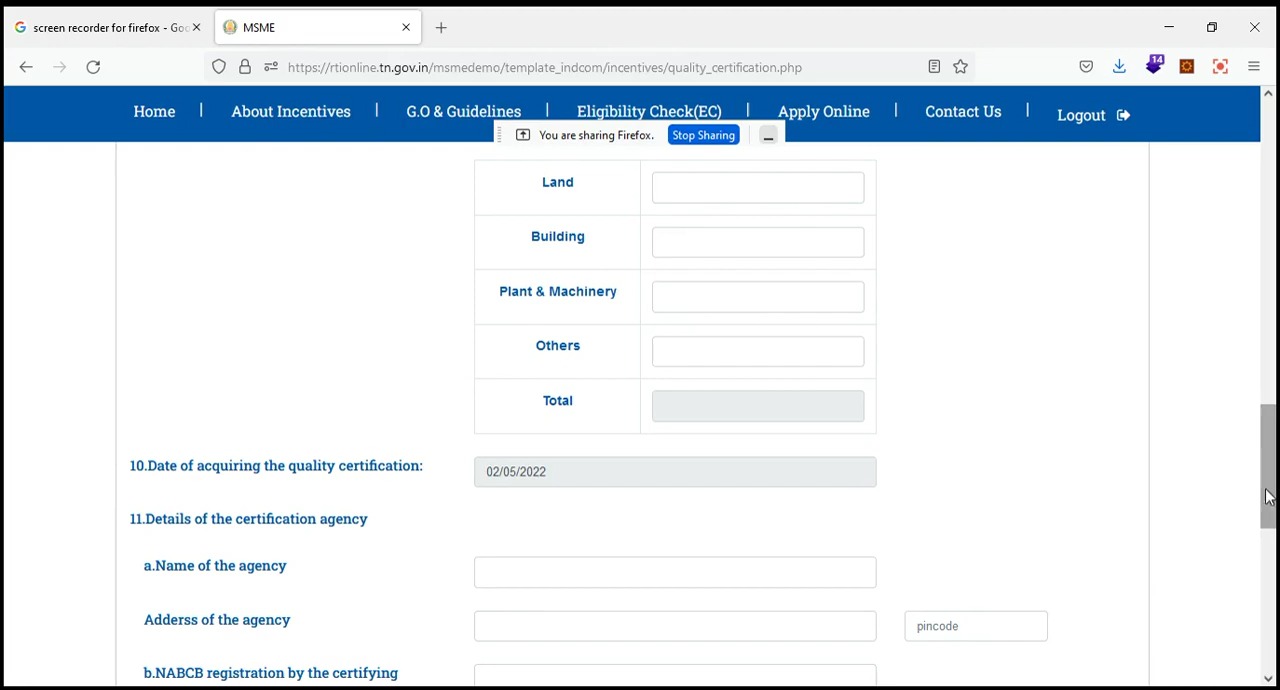 screen recorder for firefox - Goo
MSME
https://rtionline.tn.gov.in/msmedemo/template_indcom/incentives/quality_certification.php
14
Home | About Incentives | G.O & Guidelines | Eligibility Check(EC) | Apply Online | Contact Us | Logout
You are sharing Firefox. Stop Sharing
Land
Building
Plant & Machinery
Others
Total
10.Date of acquiring the quality certification: 02/05/2022
11.Details of the certification agency
a.Name of the agency
Adderss of the agency pincode
b.NABCB registration by the certifying